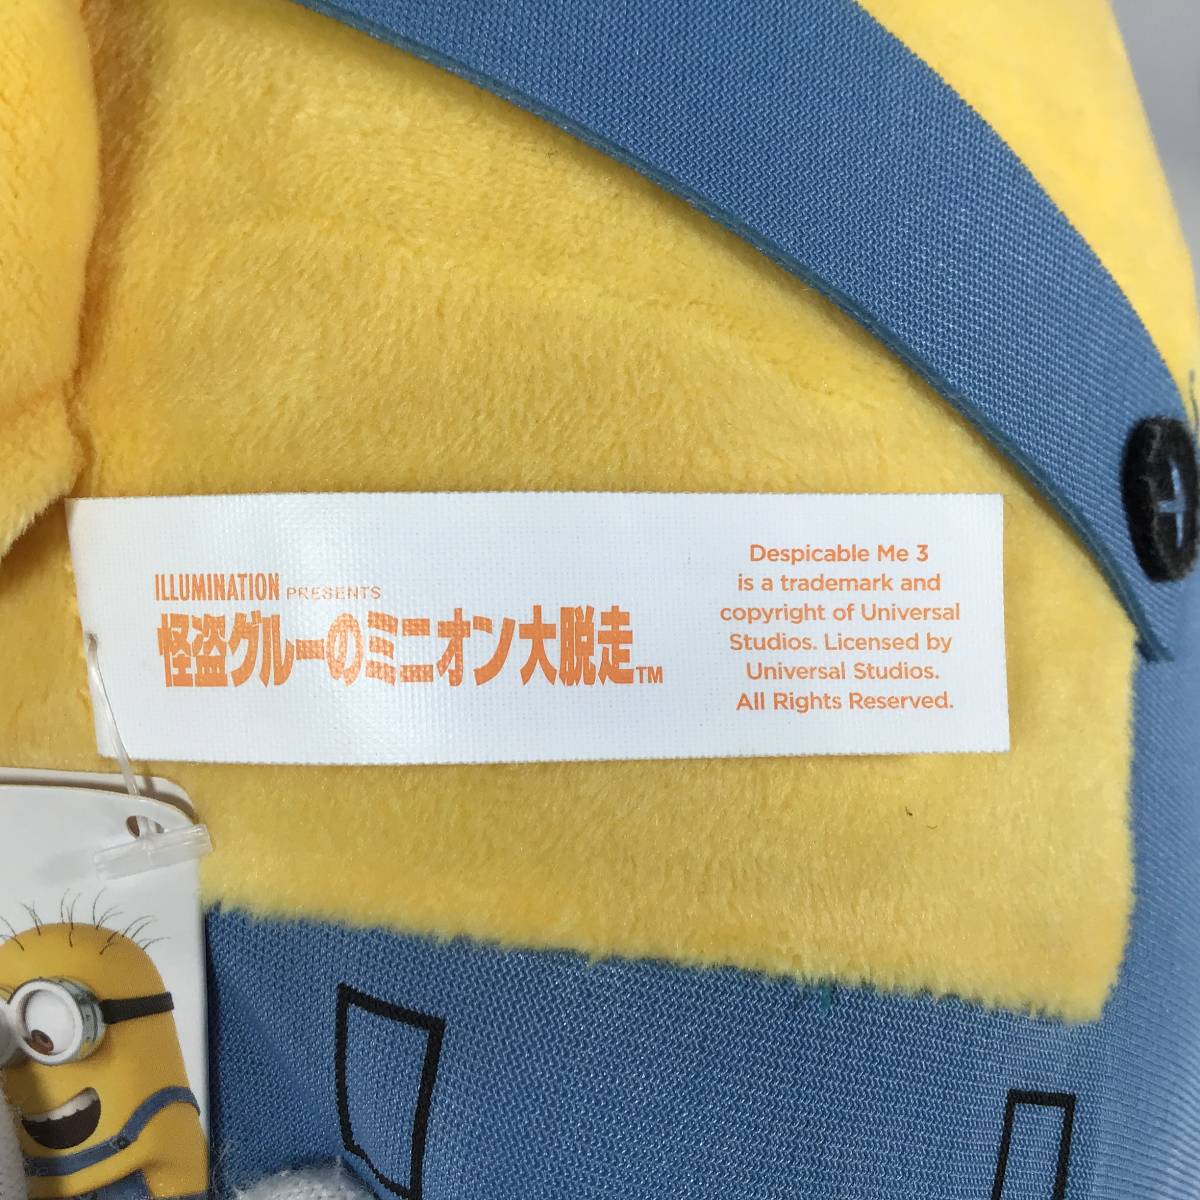 ILLUMINATION PRESENTS
怪盗グルーのミニオン大脱走™
Despicable Me 3
is a trademark and
copyright of Universal
Studios. Licensed by
Universal Studios.
All Rights Reserved.